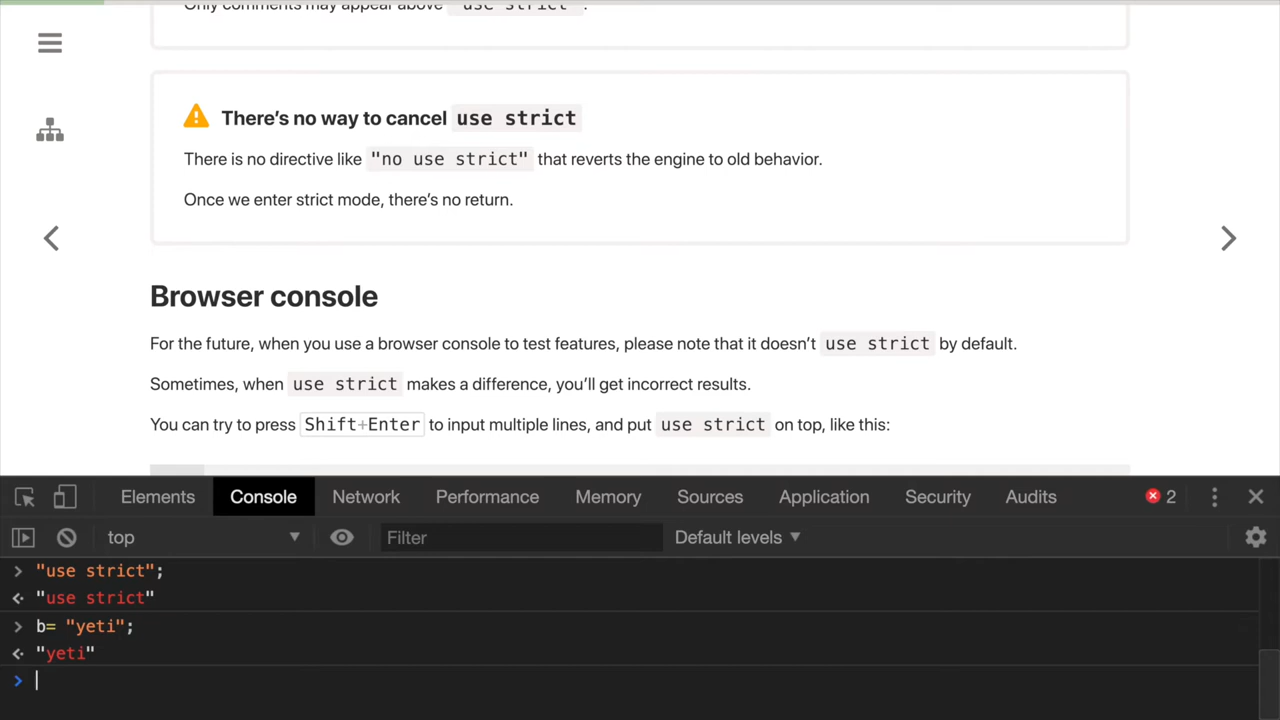 Only comments may appear above "use strict".
There's no way to cancel use strict
There is no directive like "no use strict" that reverts the engine to old behavior.
Once we enter strict mode, there's no return.
Browser console
For the future, when you use a browser console to test features, please note that it doesn't use strict by default.
Sometimes, when use strict makes a difference, you'll get incorrect results.
You can try to press Shift+Enter to input multiple lines, and put use strict on top, like this:
Elements Console Network Performance Memory Sources Application Security Audits 2
top Filter Default levels
> "use strict";
"use strict"
> b= "yeti";
"yeti"
>